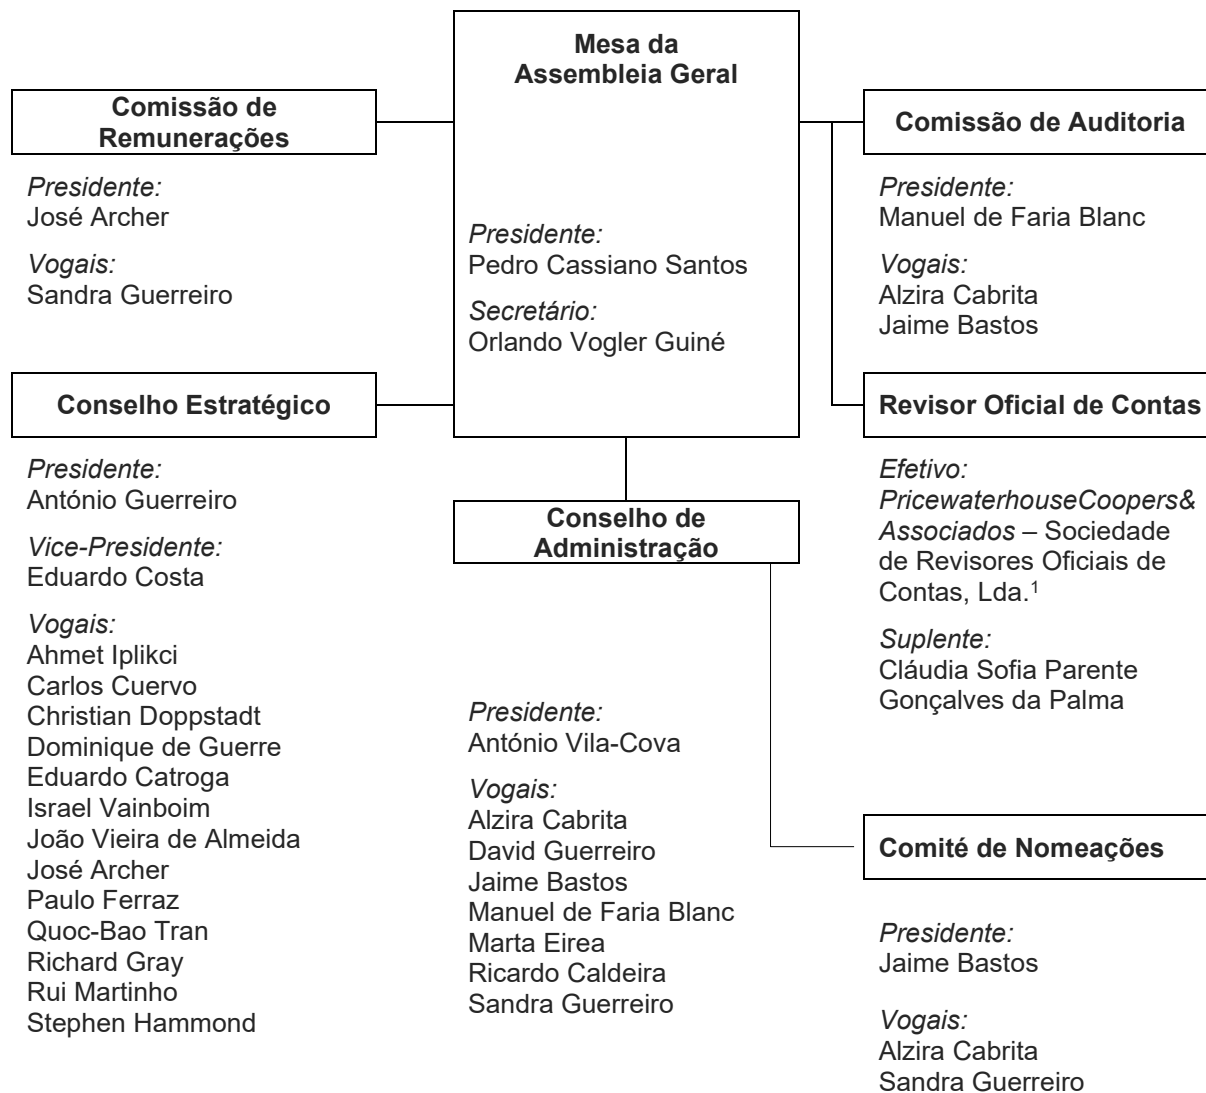 Mesa da
Assembleia Geral
Presidente:
Pedro Cassiano Santos
Secretário:
Orlando Vogler Guiné
Comissão de
Remunerações
Presidente:
José Archer
Vogais:
Sandra Guerreiro
Comissão de Auditoria
Presidente:
Manuel de Faria Blanc
Vogais:
Alzira Cabrita
Jaime Bastos
Conselho Estratégico
Presidente:
António Guerreiro
Vice-Presidente:
Eduardo Costa
Vogais:
Ahmet Iplikci
Carlos Cuervo
Christian Doppstadt
Dominique de Guerre
Eduardo Catroga
Israel Vainboim
João Vieira de Almeida
José Archer
Paulo Ferraz
Quoc-Bao Tran
Richard Gray
Rui Martinho
Stephen Hammond
Conselho de
Administração
Presidente:
António Vila-Cova
Vogais:
Alzira Cabrita
David Guerreiro
Jaime Bastos
Manuel de Faria Blanc
Marta Eirea
Ricardo Caldeira
Sandra Guerreiro
Revisor Oficial de Contas
Efetivo:
PricewaterhouseCoopers&
Associados – Sociedade
de Revisores Oficiais de
Contas, Lda.¹
Suplente:
Cláudia Sofia Parente
Gonçalves da Palma
Comité de Nomeações
Presidente:
Jaime Bastos
Vogais:
Alzira Cabrita
Sandra Guerreiro